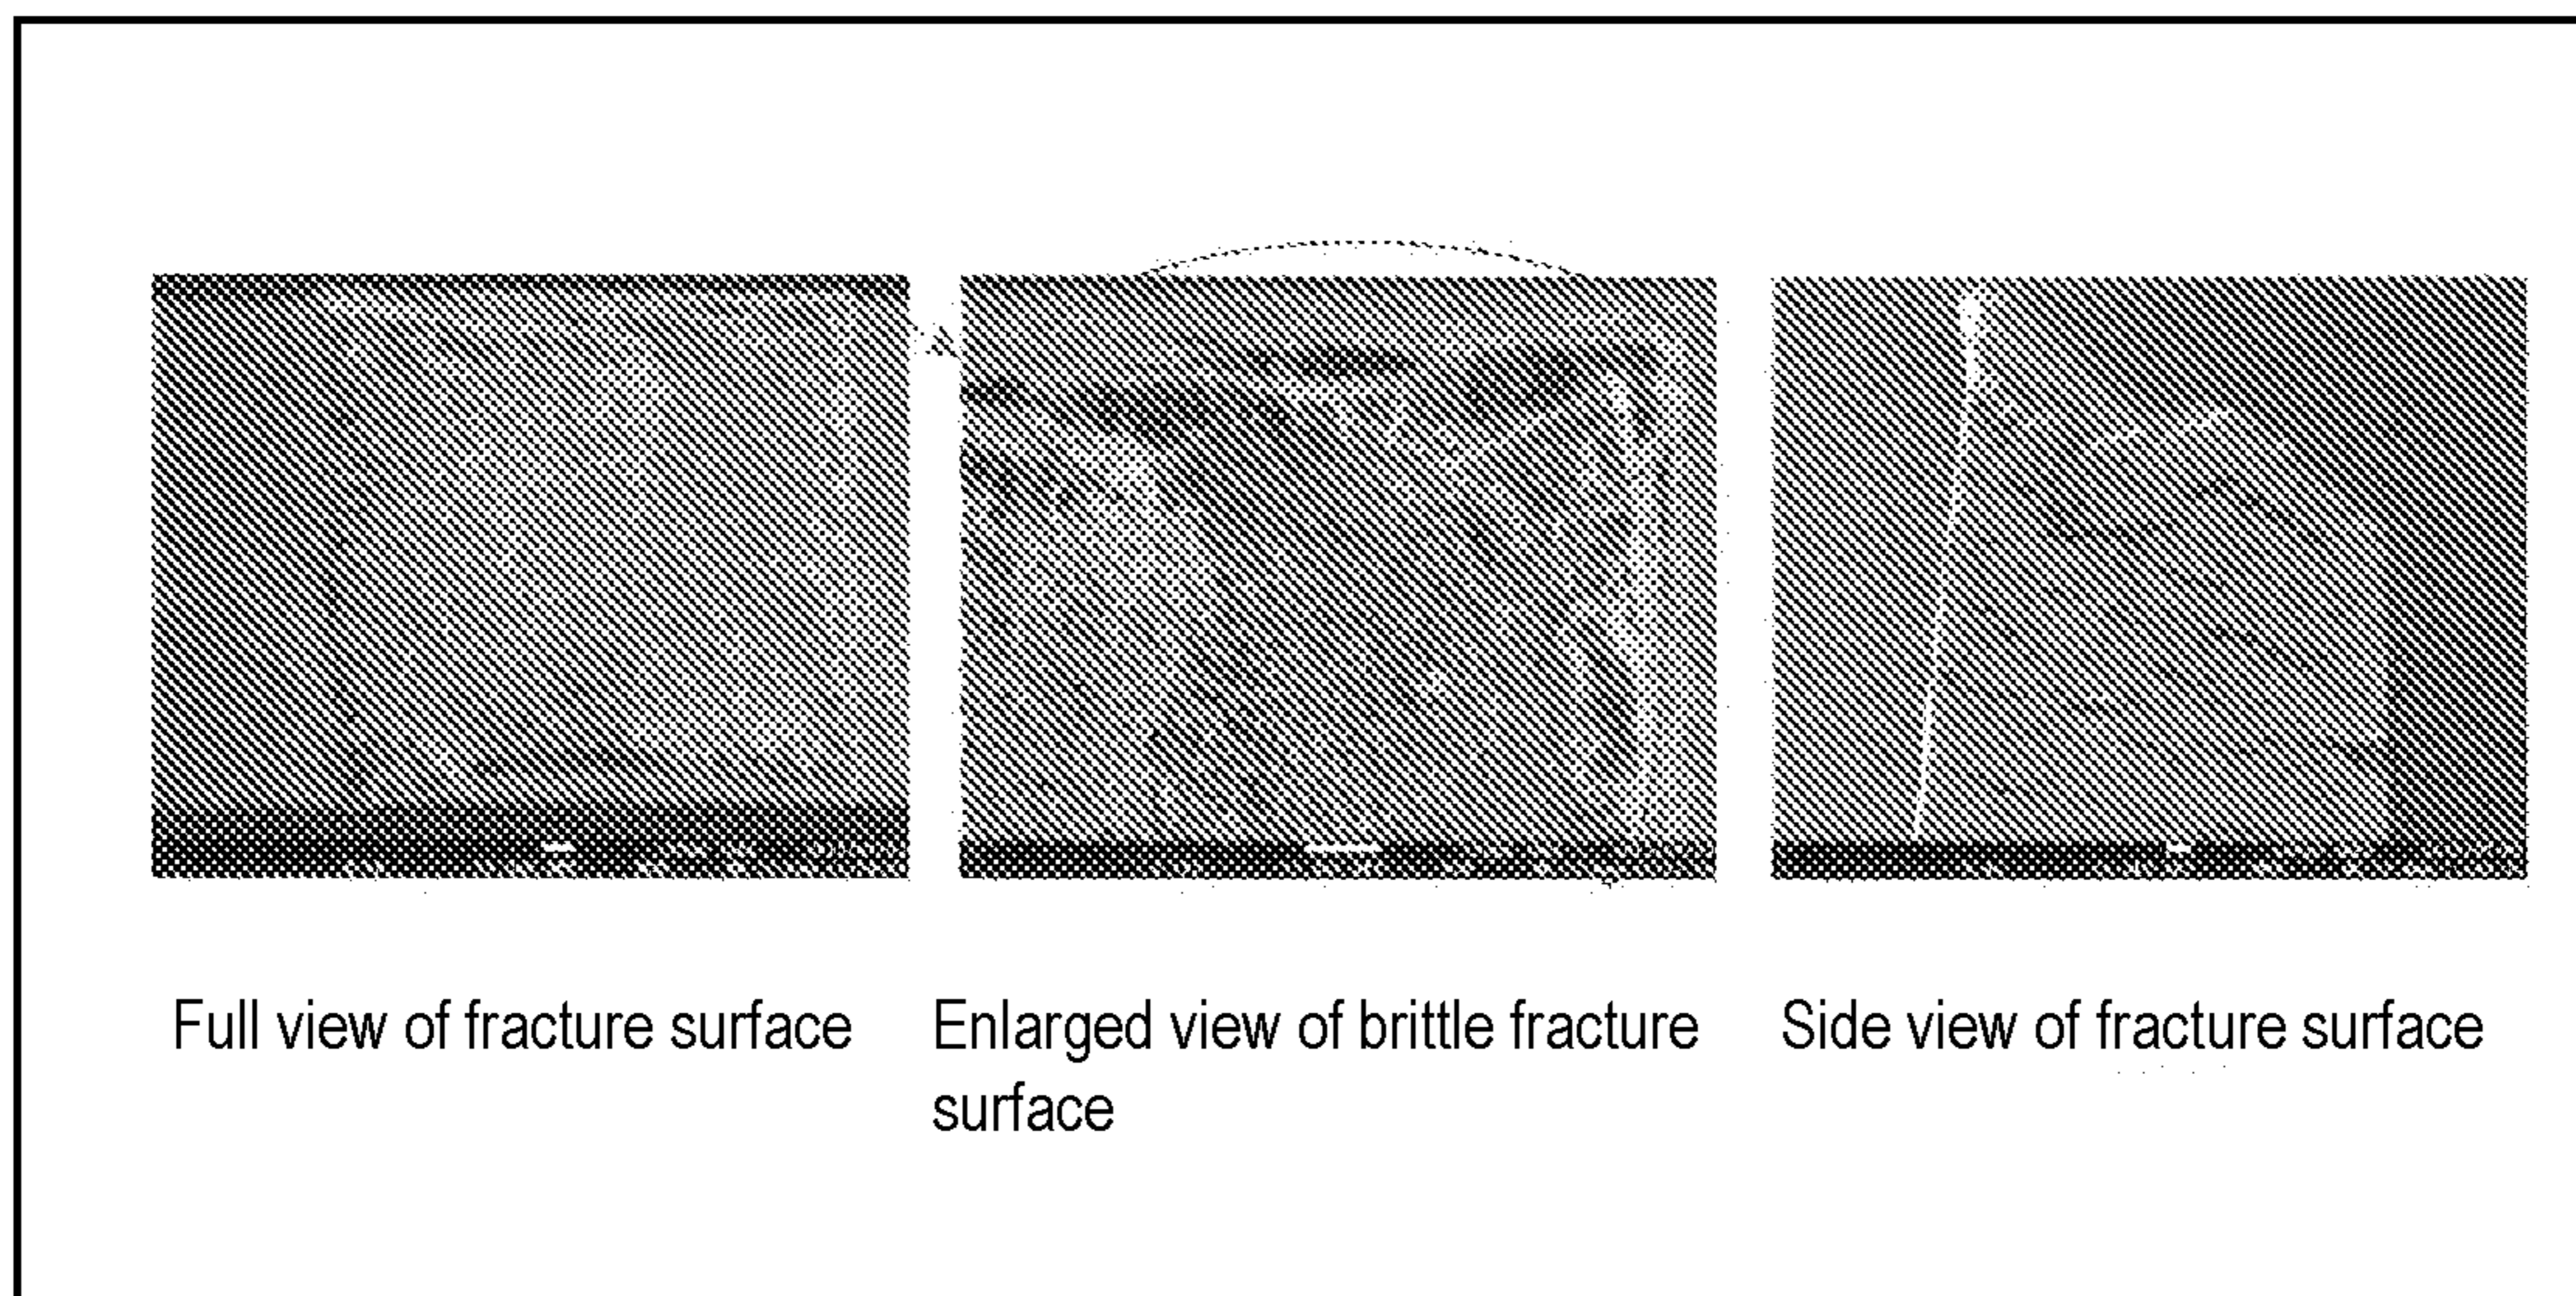 Full view of fracture surface
Enlarged view of brittle fracture
surface
Side view of fracture surface